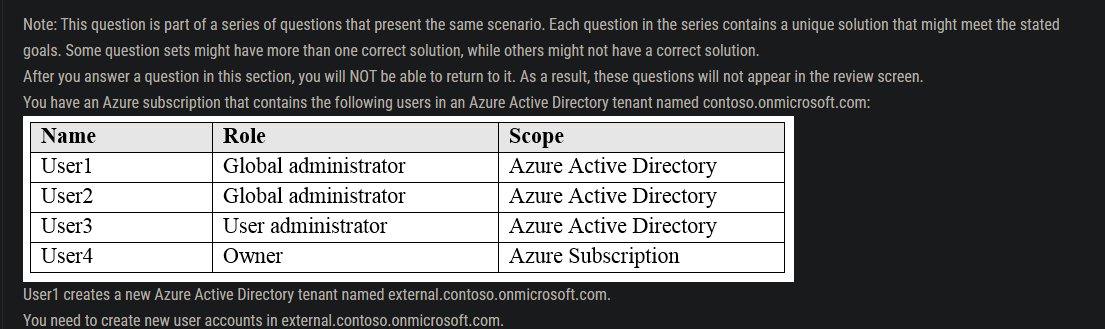 Note: This question is part of a series of questions that present the same scenario. Each question in the series contains a unique solution that might meet the stated
goals. Some question sets might have more than one correct solution, while others might not have a correct solution.
After you answer a question in this section, you will NOT be able to return to it. As a result, these questions will not appear in the review screen.
You have an Azure subscription that contains the following users in an Azure Active Directory tenant named contoso.onmicrosoft.com:
Name Role Scope
User1 Global administrator Azure Active Directory
User2 Global administrator Azure Active Directory
User3 User administrator Azure Active Directory
User4 Owner Azure Subscription
User1 creates a new Azure Active Directory tenant named external.contoso.onmicrosoft.com.
You need to create new user accounts in external.contoso.onmicrosoft.com.